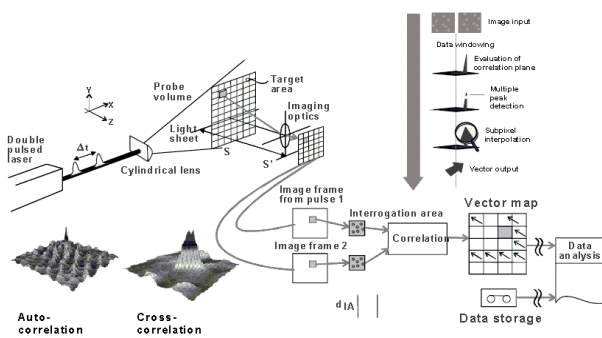 Image input
Data windowing
Evaluation of
correlation plane
Multiple
peak
detection
Subpixel
interpolation
Vector output
Y
X
Z
Double
pulsed
laser
Δt
Probe
volume
Target
area
Imaging
optics
Light
sheet
S
S'
Cylindrical lens
Image frame
from pulse 1
Interrogation area
Image frame 2
Correlation
Vector map
Data
analysis
d IA
Data storage
Auto-
correlation
Cross-
correlation